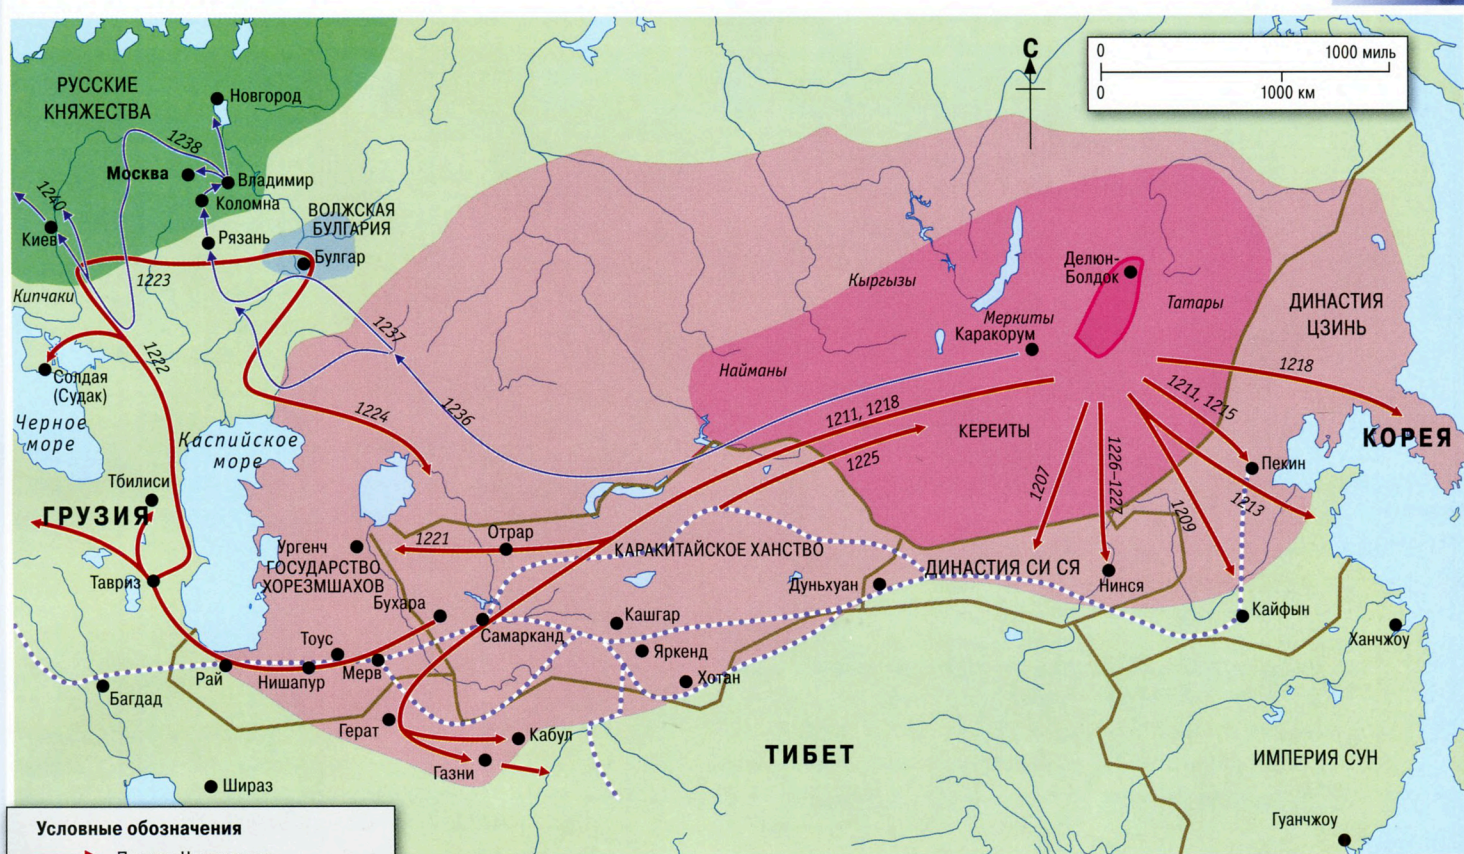 С
0
1000 миль
0
1000 км
РУССКИЕ
КНЯЖЕСТВА
Новгород
1238
Москва
Владимир
Коломна
1240
Киев
Рязань
ВОЛЖСКАЯ
БУЛГАРИЯ
Булгар
1223
Кипчаки
1222
1237
Солдая
(Судак)
Черное
море
Каспийское
море
1224
1236
Тбилиси
ГРУЗИЯ
Тавриз
Ургенч
ГОСУДАРСТВО
ХОРЕЗМШАХОВ
Бухара
1221
Отрар
КАРАКИТАЙСКОЕ ХАНСТВО
Самарканд
Кашгар
Яркенд
Хотан
Дуньхуан
Тоус
Мерв
Рай
Нишапур
Багдад
Герат
Кабул
Газни
Шираз
Кыргызы
Найманы
Меркиты
Каракорум
Делюн-
Болдок
Татары
ДИНАСТИЯ
ЦЗИНЬ
1211, 1218
1225
КЕРЕИТЫ
1218
1211, 1215
КОРЕЯ
Пекин
1213
1207
1226–1227
1209
ДИНАСТИЯ СИ СЯ
Нинся
Кайфын
Ханчжоу
ТИБЕТ
ИМПЕРИЯ СУН
Гуанчжоу
Условные обозначения